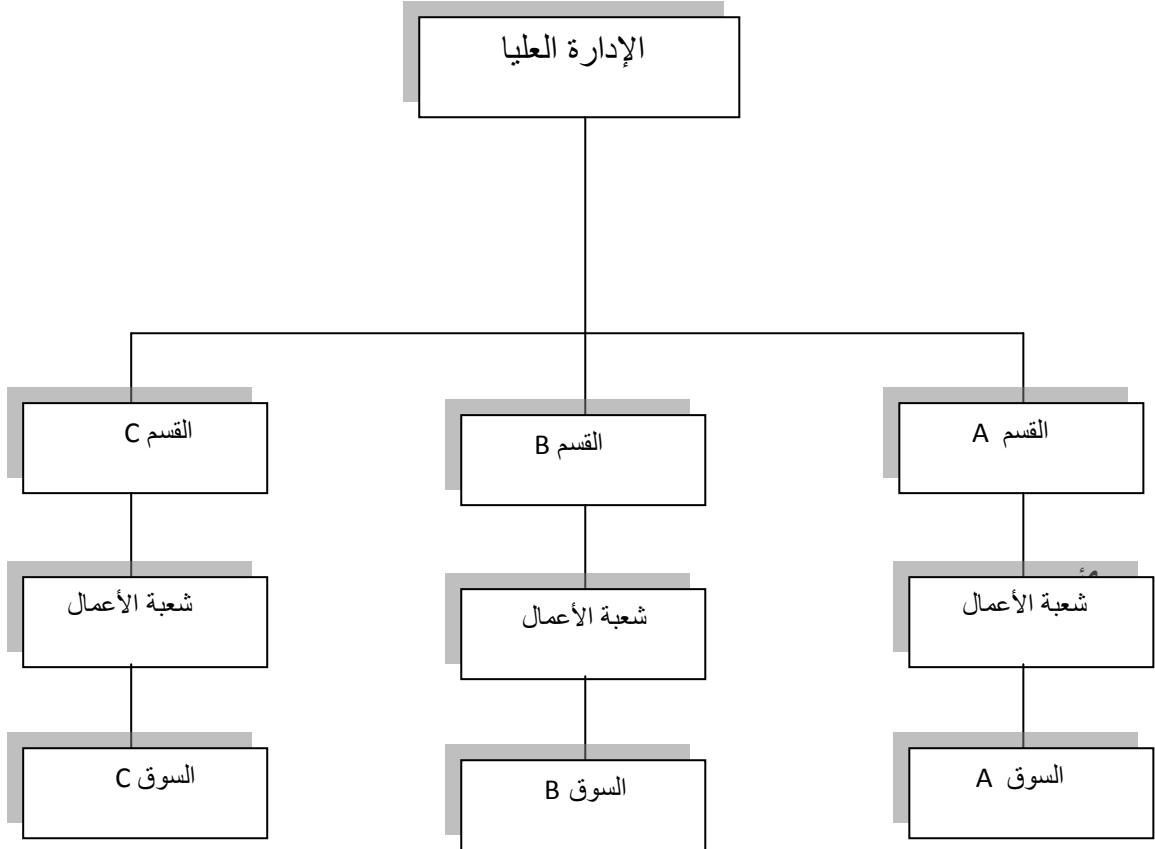 الإدارة العليا
القسم A
القسم B
القسم C
شعبة الأعمال
شعبة الأعمال
شعبة الأعمال
السوق A
السوق B
السوق C